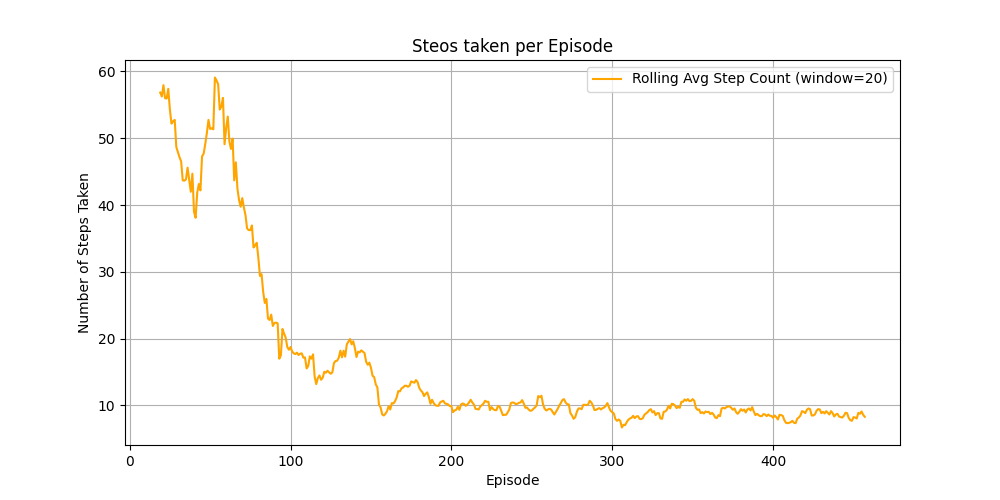 Steos taken per Episode
Rolling Avg Step Count (window=20)
Number of Steps Taken
60
50
40
30
20
10
0 100 200 300 400
Episode